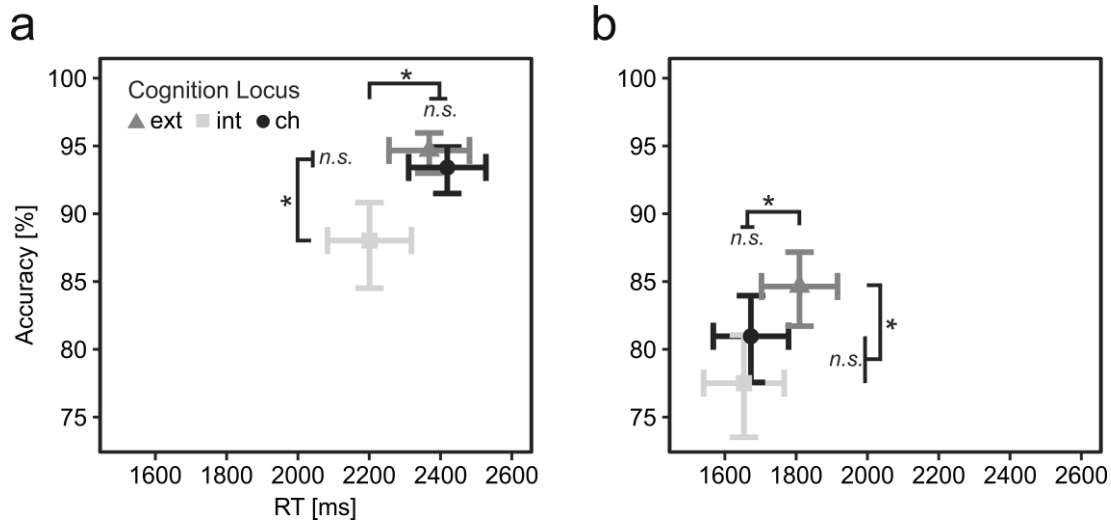 a
Accuracy [%]
100
95
90
85
80
75
Cognition Locus
ext int ch
*
n.s.
n.s.
*
1600 1800 2000 2200 2400 2600
RT [ms]
b
100
95
90
85
80
75
*
n.s.
*
n.s.
1600 1800 2000 2200 2400 2600